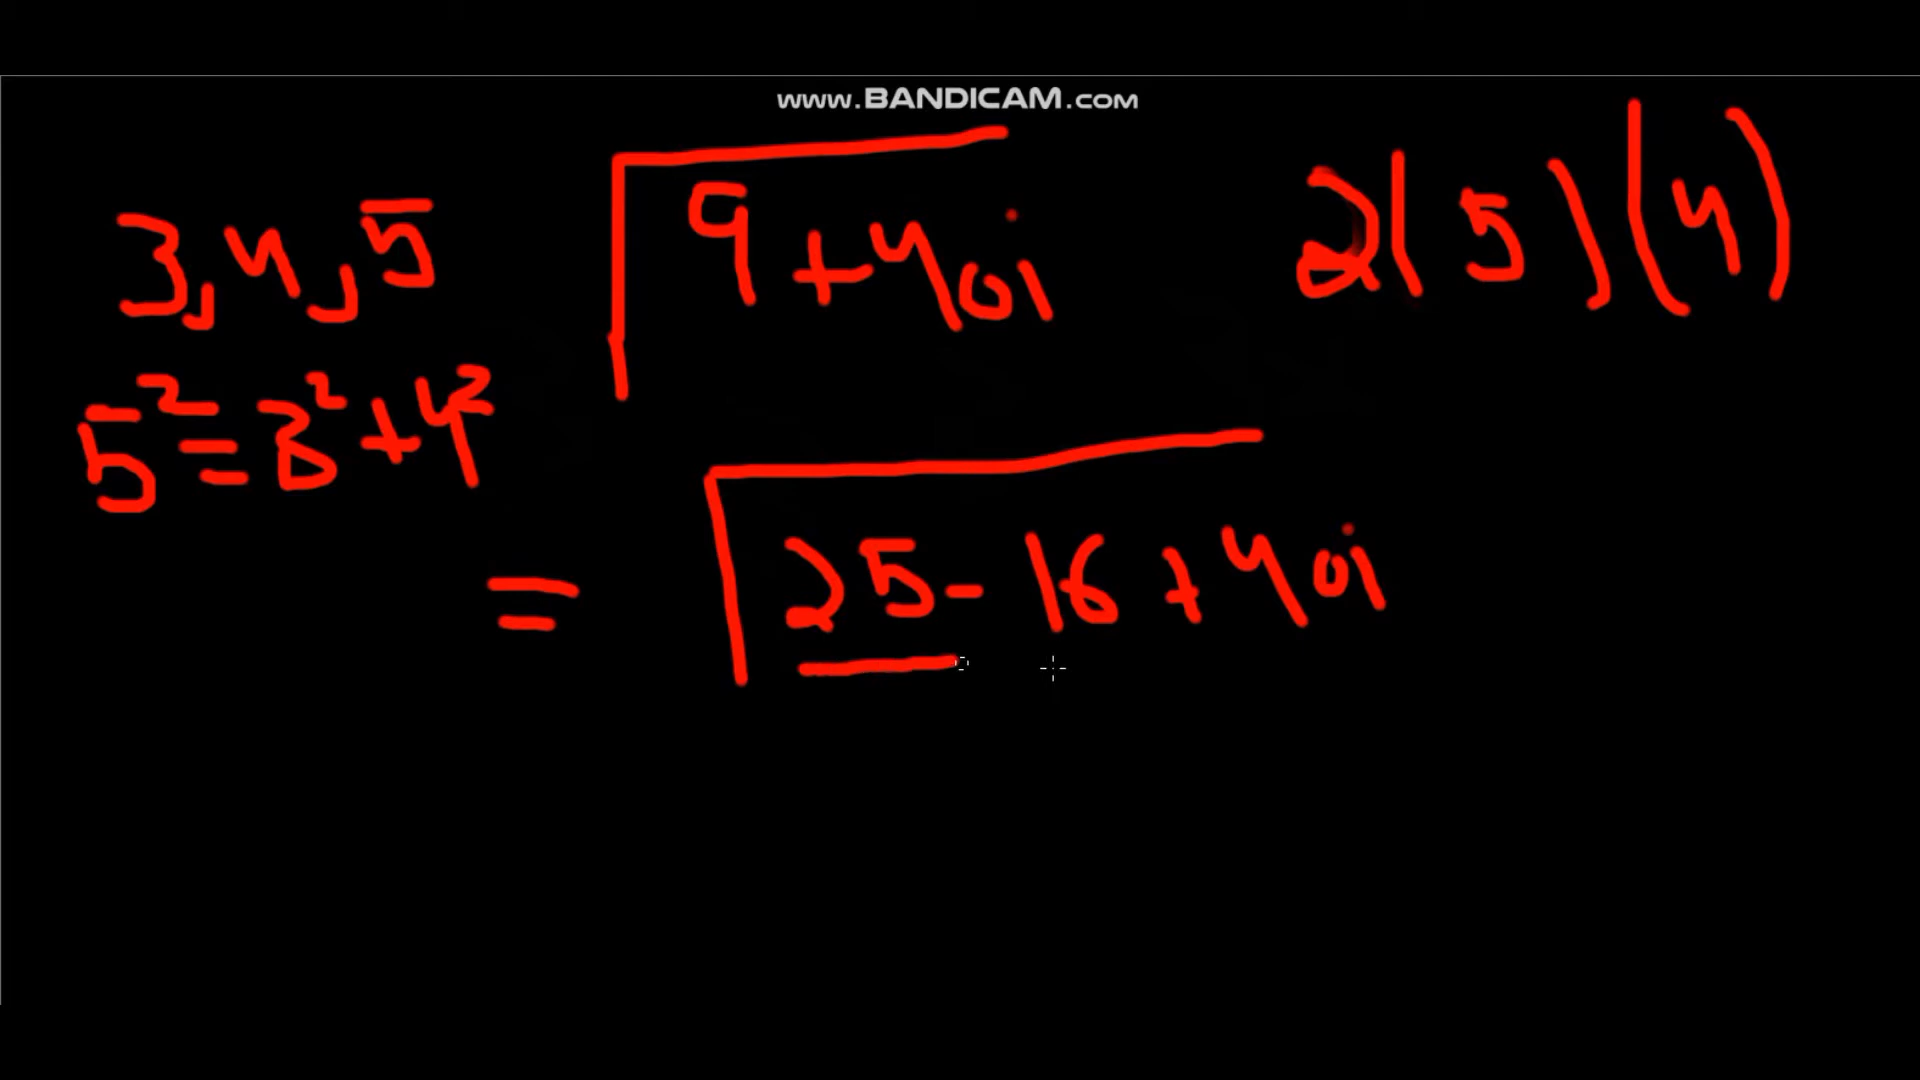 www.BANDICAM.com
3,4,5
√9+40i
2(5)(4)
5²=3²+4²
= √25-16+40i